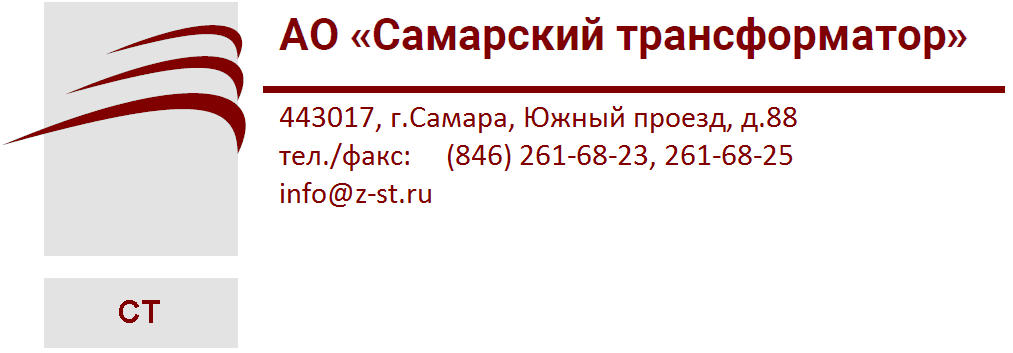 АО «Самарский трансформатор»
443017, г.Самара, Южный проезд, д.88
тел./факс: (846) 261-68-23, 261-68-25
info@z-st.ru
СТ